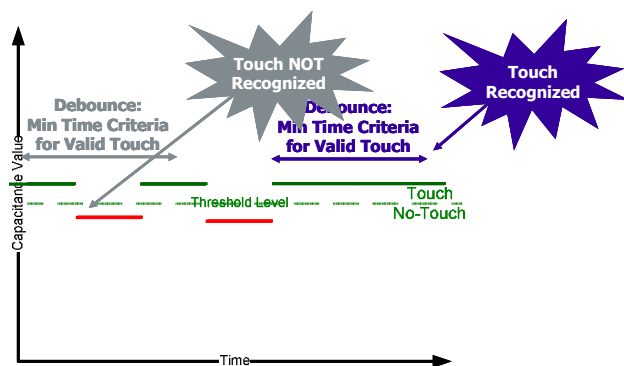 Touch NOT
Recognized
Touch
Recognized
Debounce:
Min Time Criteria
for Valid Touch
Debounce:
Min Time Criteria
for Valid Touch
Capacitance Value
Touch
Threshold Level
No-Touch
Time